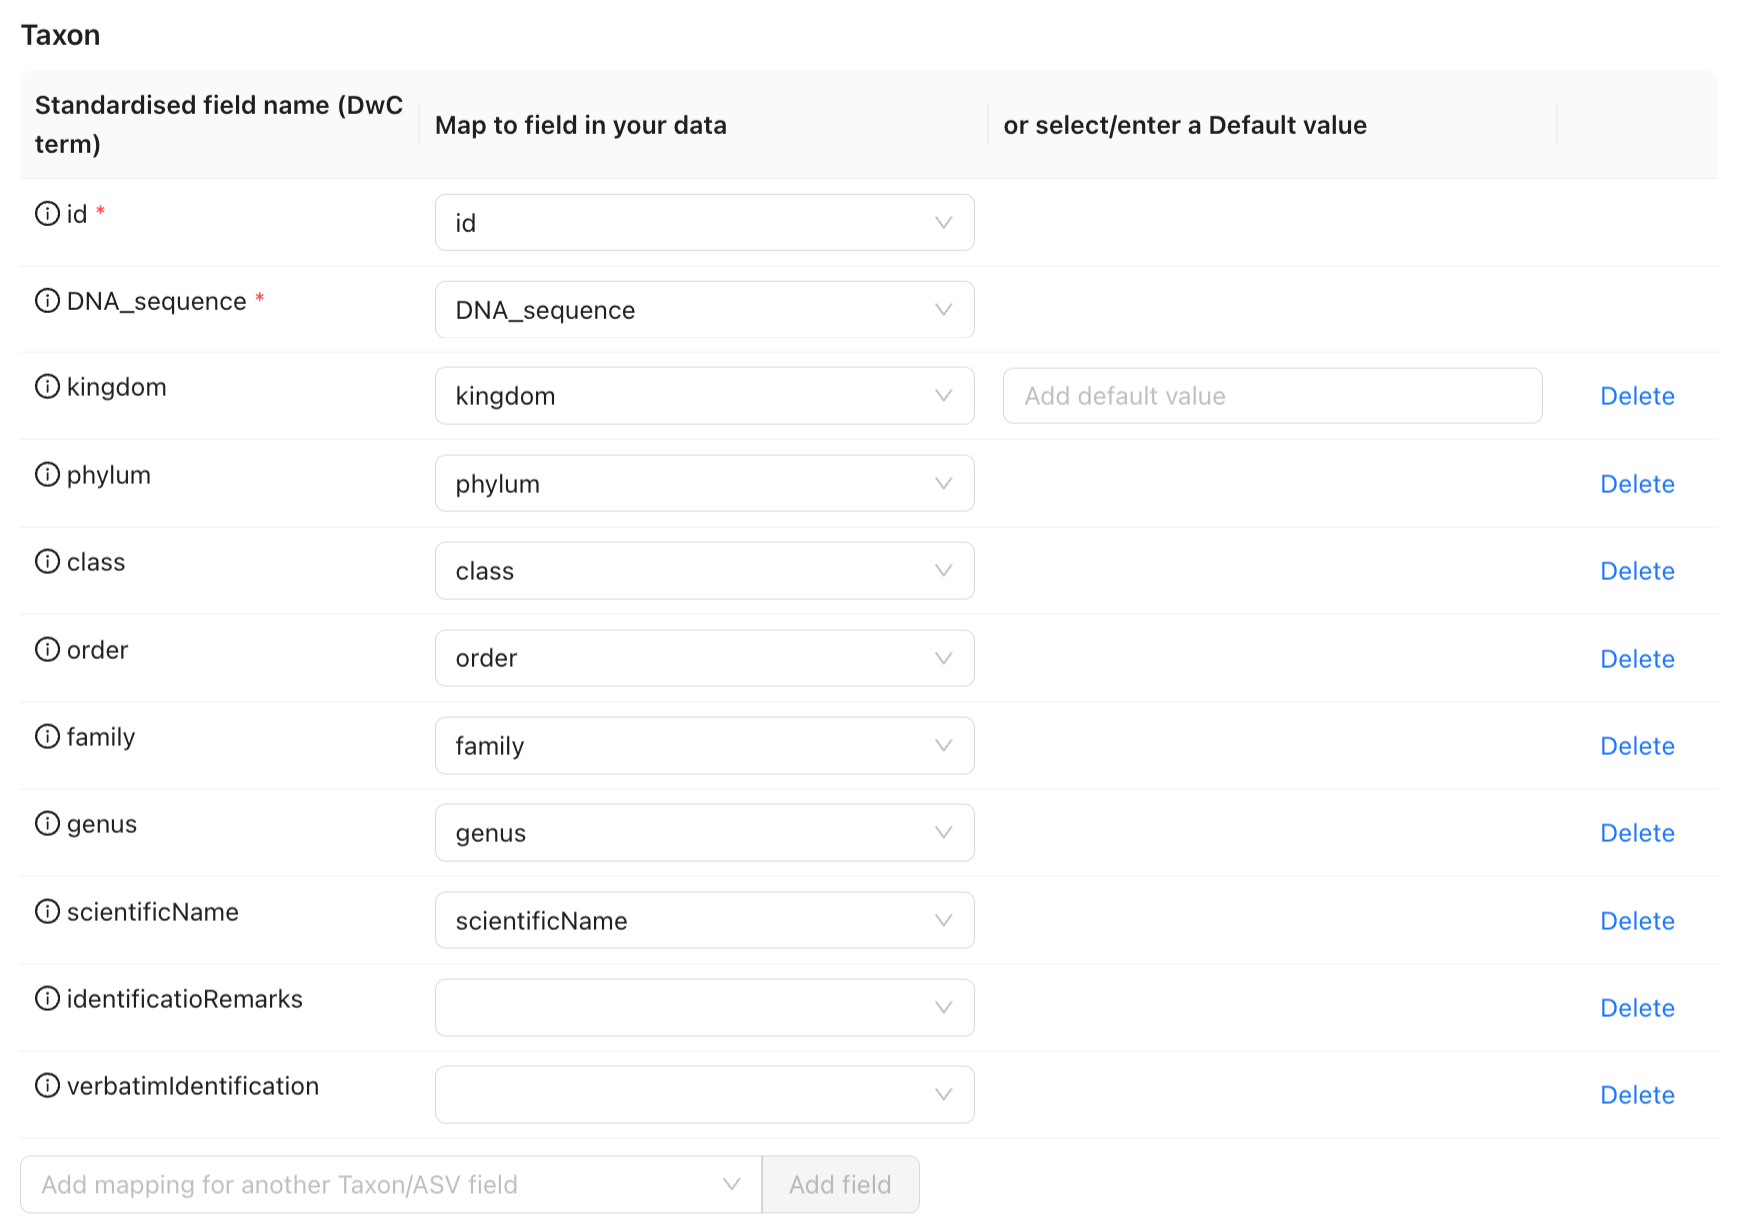 Taxon
Standardised field name (DwC term)
Map to field in your data
or select/enter a Default value
id *
id
DNA_sequence *
DNA_sequence
kingdom
kingdom
Add default value
Delete
phylum
phylum
Delete
class
class
Delete
order
order
Delete
family
family
Delete
genus
genus
Delete
scientificName
scientificName
Delete
identificatioRemarks
Delete
verbatimIdentification
Delete
Add mapping for another Taxon/ASV field
Add field